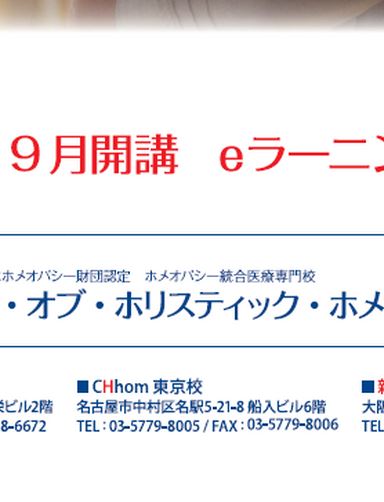 ９月開講　eラーニン
ホメオパシー財団認定　ホメオパシー統合医療専門校
・オブ・ホリスティック・ホメ
■ CHhom 東京校
栄ビル2階　名古屋市中村区名駅5-21-8 船入ビル6階　大阪
8-6672　TEL : 03-5779-8005 / FAX : 03-5779-8006　TEL :